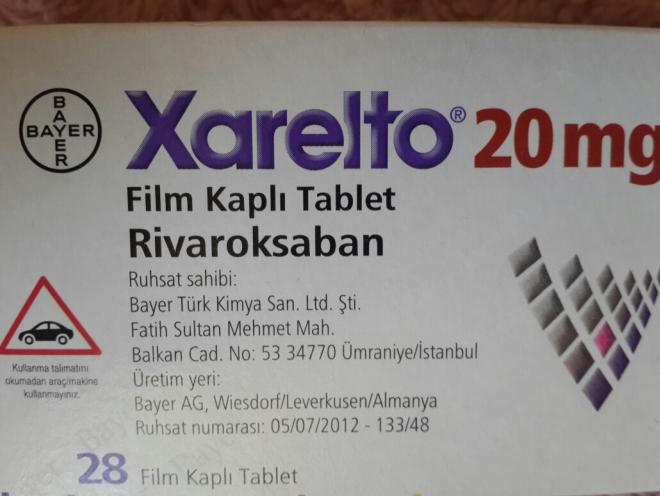 BAYER
BAYER
Xarelto® 20 mg
Film Kaplı Tablet
Rivaroksaban
Ruhsat sahibi:
Bayer Türk Kimya San. Ltd. Şti.
Fatih Sultan Mehmet Mah.
Balkan Cad. No: 53 34770 Ümraniye/İstanbul
Üretim yeri:
Bayer AG, Wiesdorf/Leverkusen/Almanya
Ruhsat numarası: 05/07/2012 - 133/48
28 Film Kaplı Tablet
Kullanma talimatını
okumadan araç/makine
kullanmayınız.